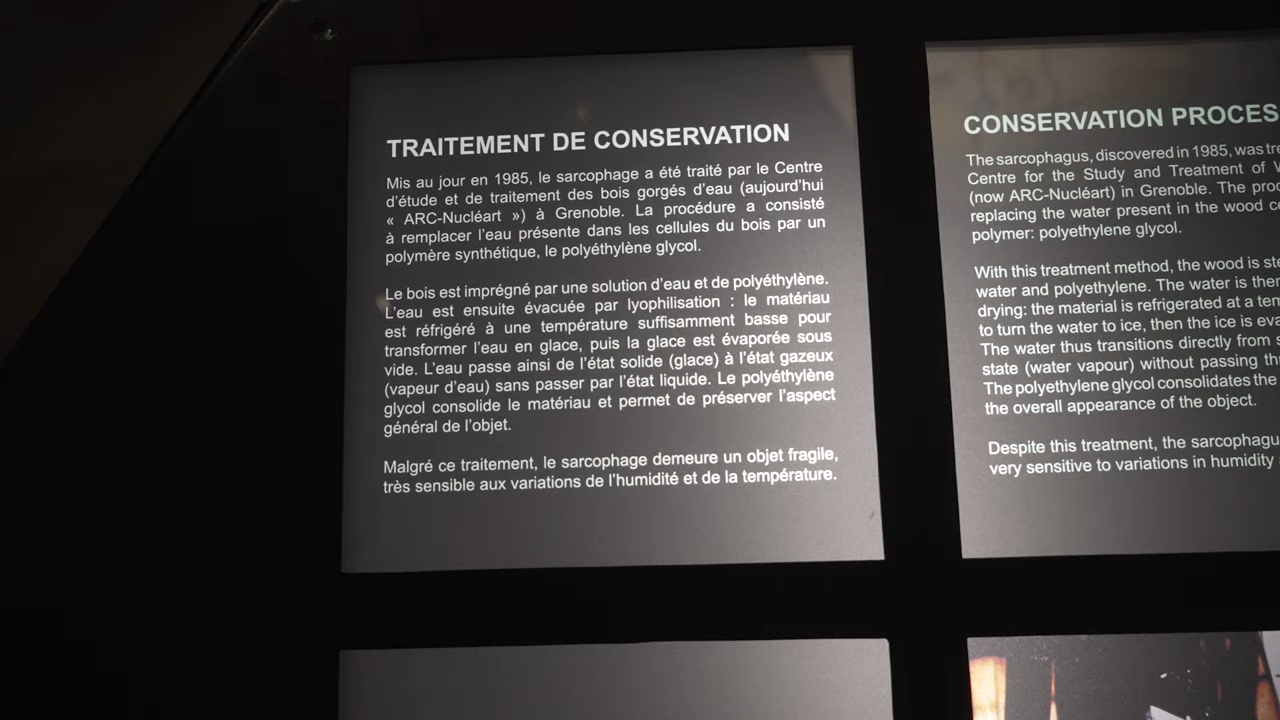 TRAITEMENT DE CONSERVATION
Mis au jour en 1985, le sarcophage a été traité par le Centre
d'étude et de traitement des bois gorgés d'eau (aujourd'hui
« ARC-Nucléart ») à Grenoble. La procédure a consisté
à remplacer l'eau présente dans les cellules du bois par un
polymère synthétique, le polyéthylène glycol.
Le bois est imprégné par une solution d'eau et de polyéthylène.
L'eau est ensuite évacuée par lyophilisation : le matériau
est réfrigéré à une température suffisamment basse pour
transformer l'eau en glace, puis la glace est évaporée sous
vide. L'eau passe ainsi de l'état solide (glace) à l'état gazeux
(vapeur d'eau) sans passer par l'état liquide. Le polyéthylène
glycol consolide le matériau et permet de préserver l'aspect
général de l'objet.
Malgré ce traitement, le sarcophage demeure un objet fragile,
très sensible aux variations de l'humidité et de la température.
CONSERVATION PROCES
The sarcophagus, discovered in 1985, was tre
Centre for the Study and Treatment of
(now ARC-Nucléart) in Grenoble. The proc
replacing the water present in the wood c
polymer: polyethylene glycol.
With this treatment method, the wood is ste
water and polyethylene. The water is then
drying: the material is refrigerated at a tem
to turn the water to ice, then the ice is eva
The water thus transitions directly from s
state (water vapour) without passing th
The polyethylene glycol consolidates the
the overall appearance of the object.
Despite this treatment, the sarcophagu
very sensitive to variations in humidity